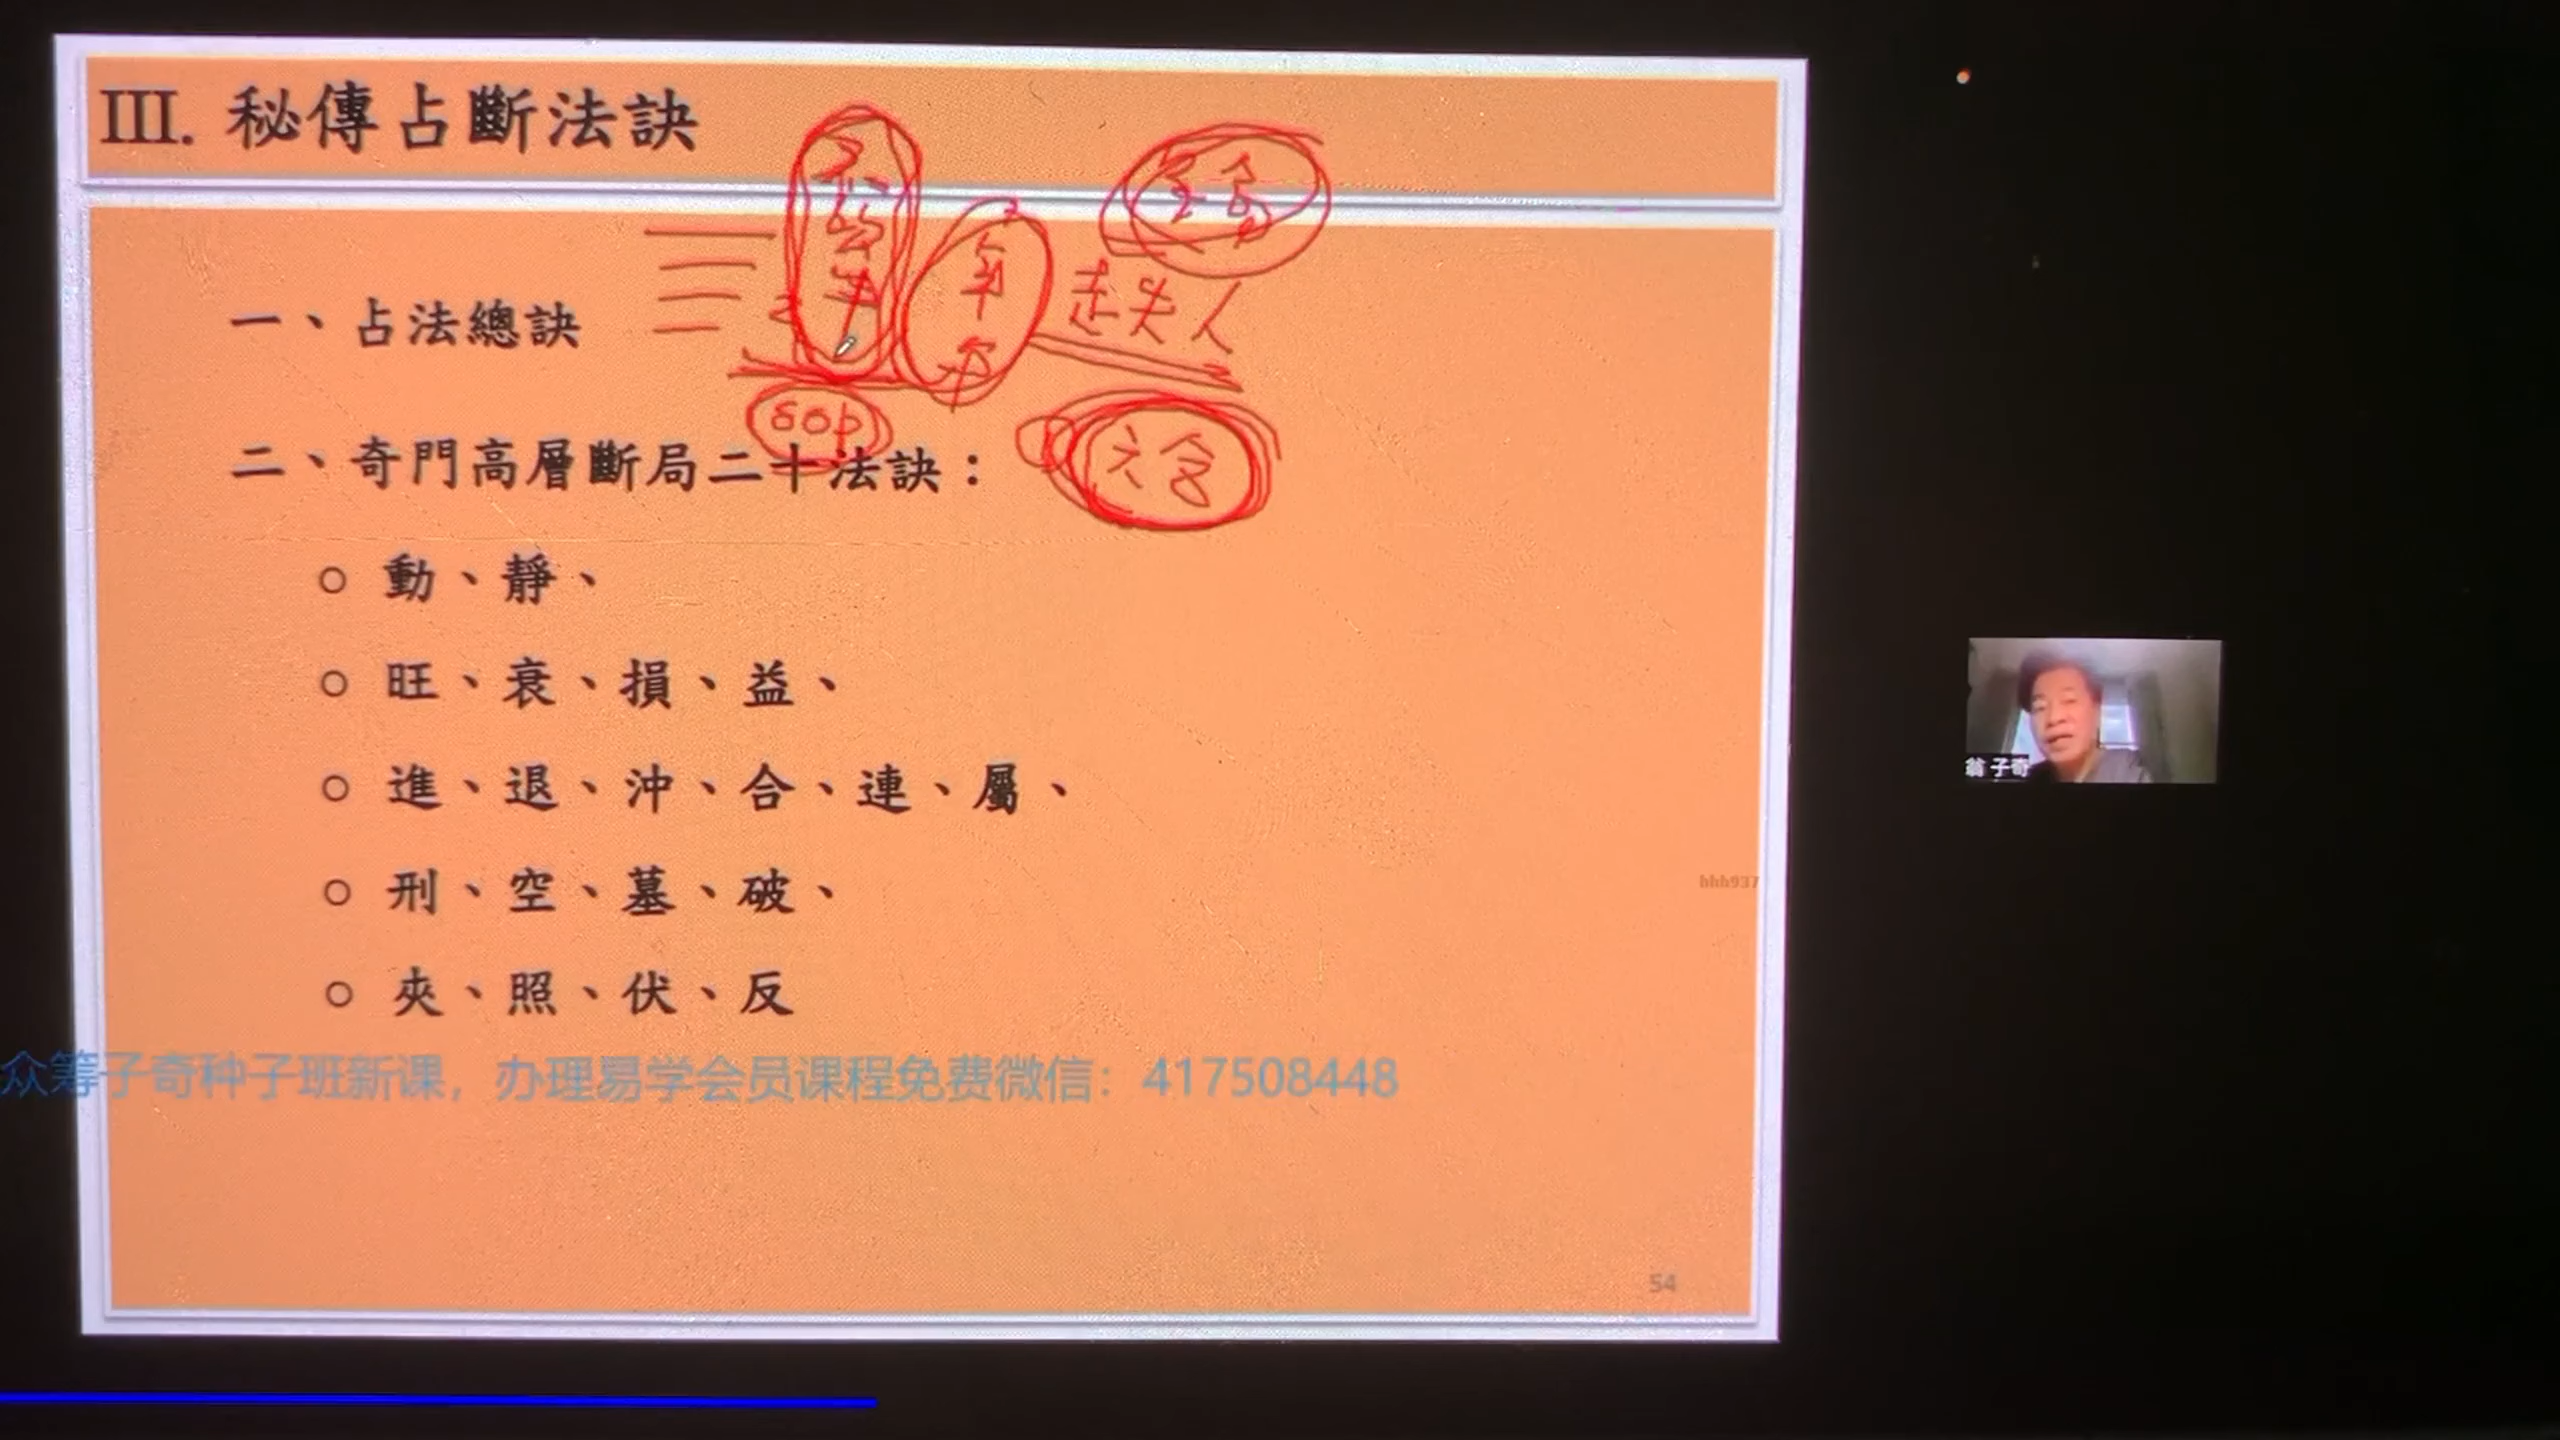 III. 秘傳占斷法訣
一、占法總訣
走失人
六合
二、奇門高層斷局二十法訣：
○ 動、靜、
○ 旺、衰、損、益、
○ 進、退、沖、合、連、屬、
○ 刑、空、墓、破、
○ 夾、照、伏、反
翁 子奇
hhh937
众筹子奇种子班新课，办理易学会员课程免费微信：417508448
54